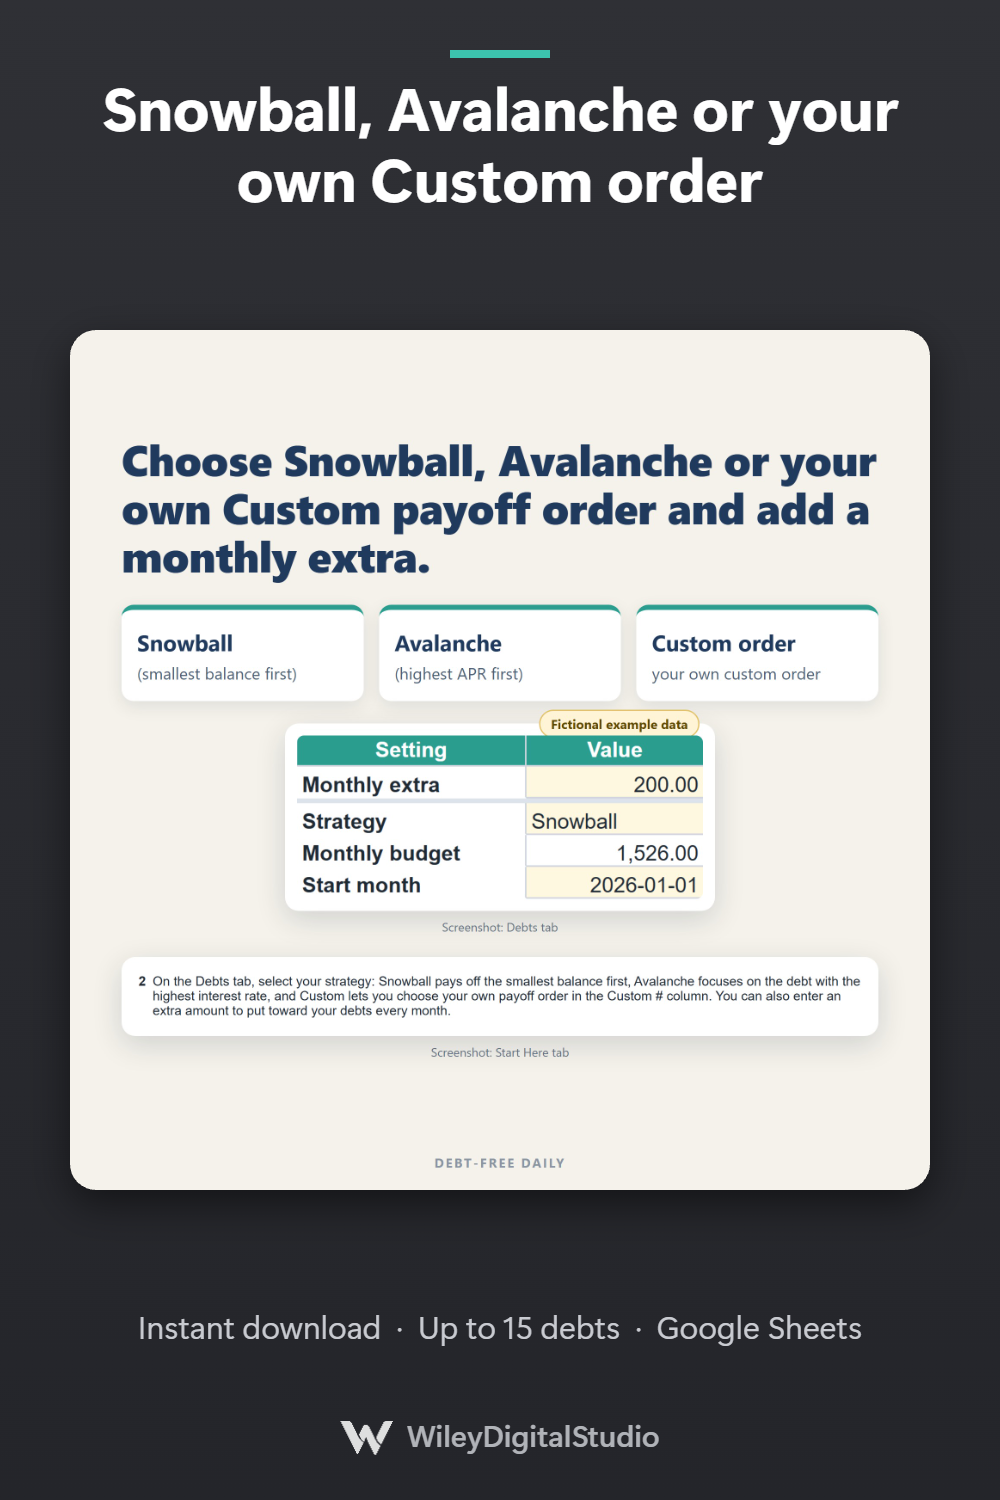 Snowball, Avalanche or your
own Custom order
Choose Snowball, Avalanche or your
own Custom payoff order and add a
monthly extra.
Snowball
(smallest balance first)
Avalanche
(highest APR first)
Custom order
your own custom order
Fictional example data
Setting Value
Monthly extra 200.00
Strategy Snowball
Monthly budget 1,526.00
Start month 2026-01-01
Screenshot: Debts tab
2 On the Debts tab, select your strategy: Snowball pays off the smallest balance first, Avalanche focuses on the debt with the
highest interest rate, and Custom lets you choose your own payoff order in the Custom # column. You can also enter an
extra amount to put toward your debts every month.
Screenshot: Start Here tab
DEBT-FREE DAILY
Instant download · Up to 15 debts · Google Sheets
WileyDigitalStudio